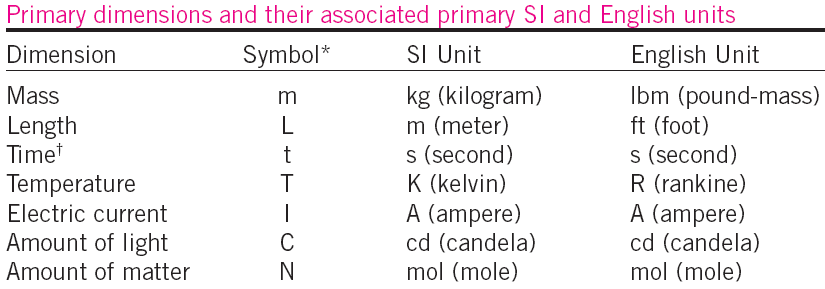 Primary dimensions and their associated primary SI and English units
Dimension Symbol* SI Unit English Unit
Mass m kg (kilogram) lbm (pound-mass)
Length L m (meter) ft (foot)
Time† t s (second) s (second)
Temperature T K (kelvin) R (rankine)
Electric current I A (ampere) A (ampere)
Amount of light C cd (candela) cd (candela)
Amount of matter N mol (mole) mol (mole)